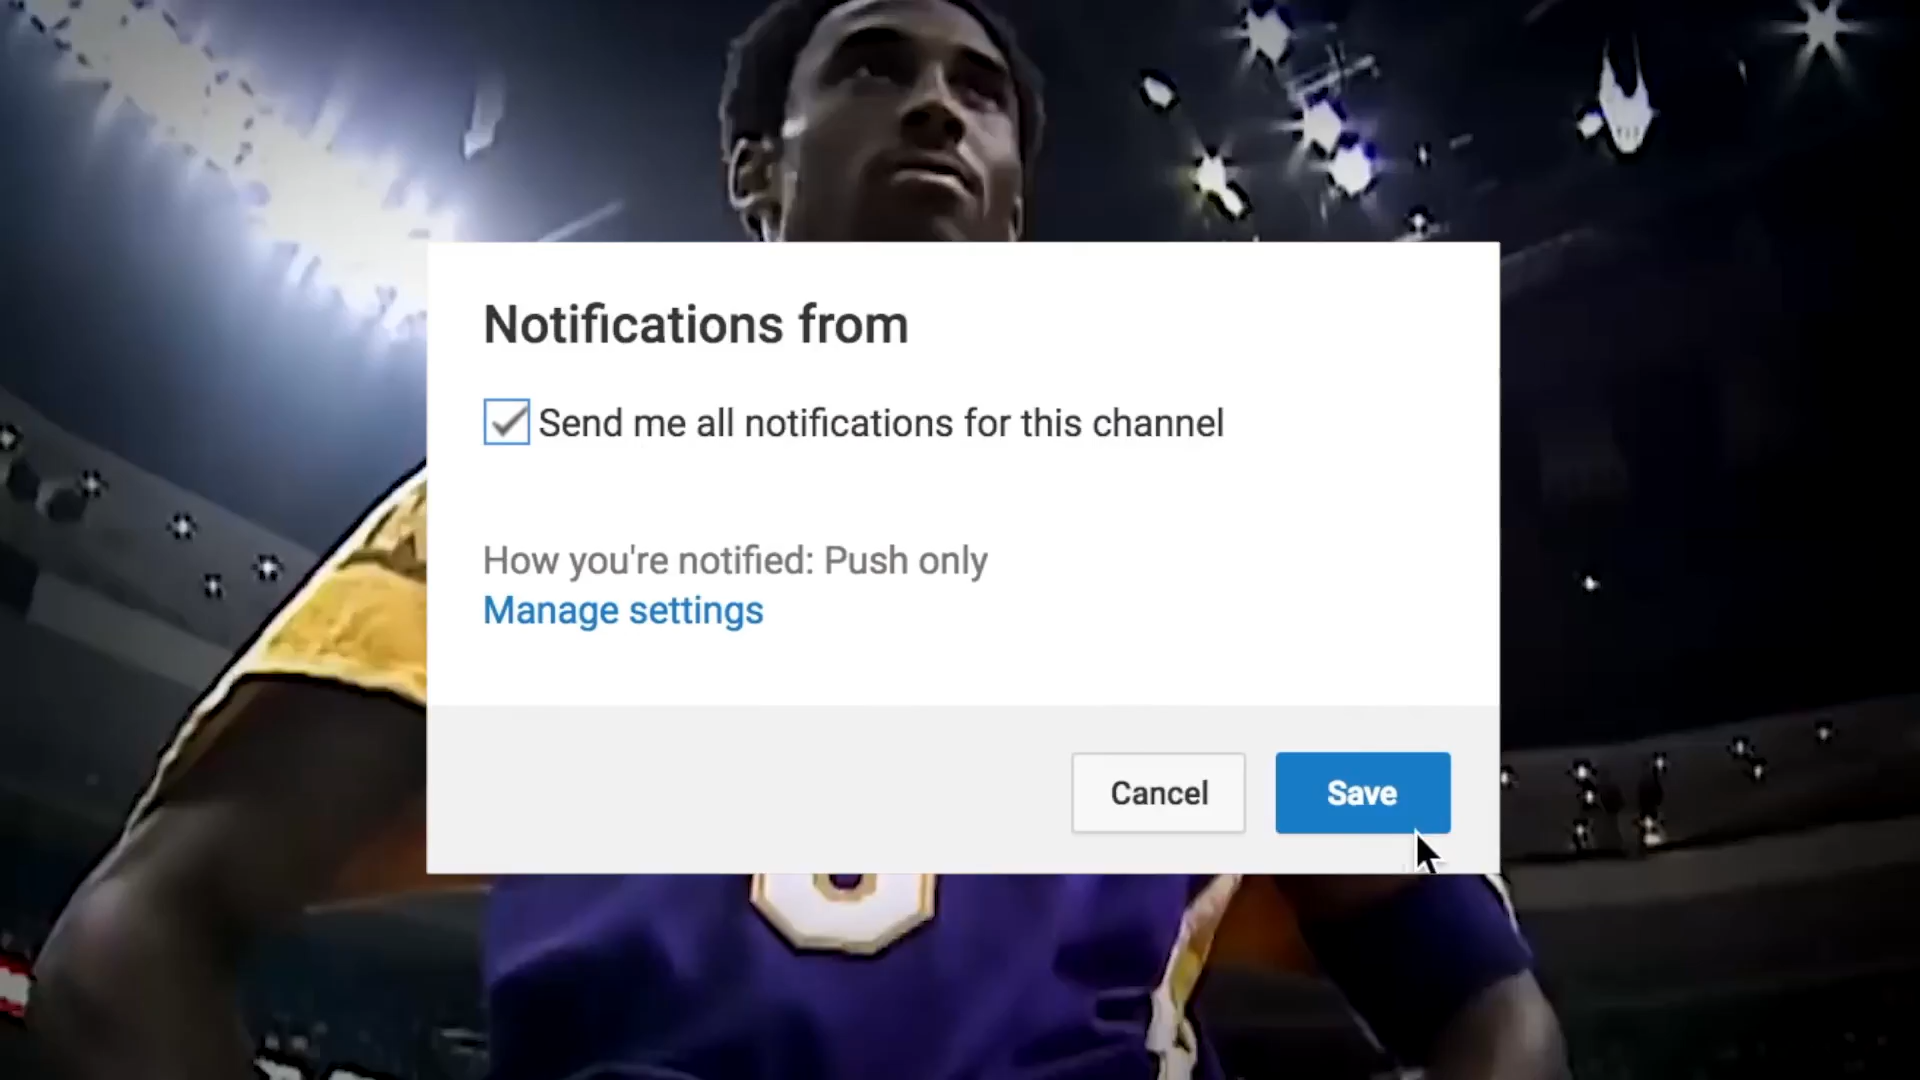 Notifications from
Send me all notifications for this channel
How you're notified: Push only
Manage settings
Cancel
Save